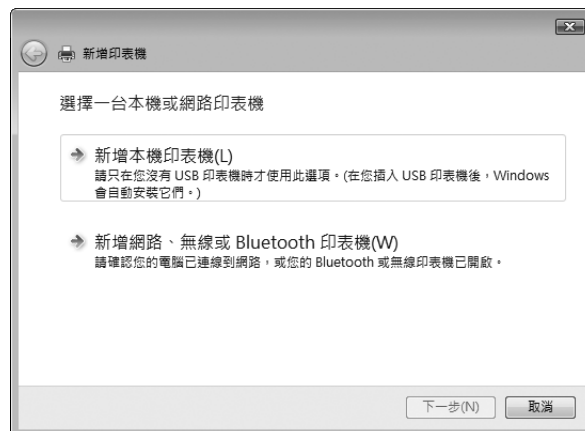 新增印表機
選擇一台本機或網路印表機
新增本機印表機(L)
請只在您沒有 USB 印表機時才使用此選項。(在您插入 USB 印表機後，Windows
會自動安裝它們。)
新增網路、無線或 Bluetooth 印表機(W)
請確認您的電腦已連線到網路，或您的 Bluetooth 或無線印表機已開啟。
下一步(N)
取消